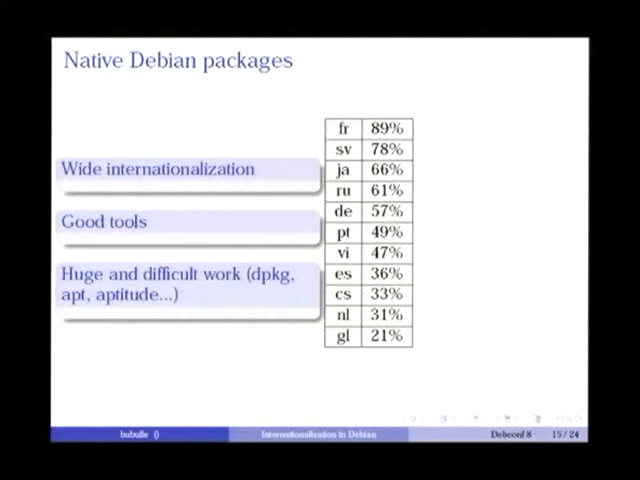 Native Debian packages
Wide internationalization
Good tools
Huge and difficult work (dpkg,
apt, aptitude...)
fr 89%
sv 78%
ja 66%
ru 61%
de 57%
pt 49%
vi 47%
es 36%
cs 33%
nl 31%
gl 21%
bubulle () Internationalisation in Debian Debconf 8 15 / 24